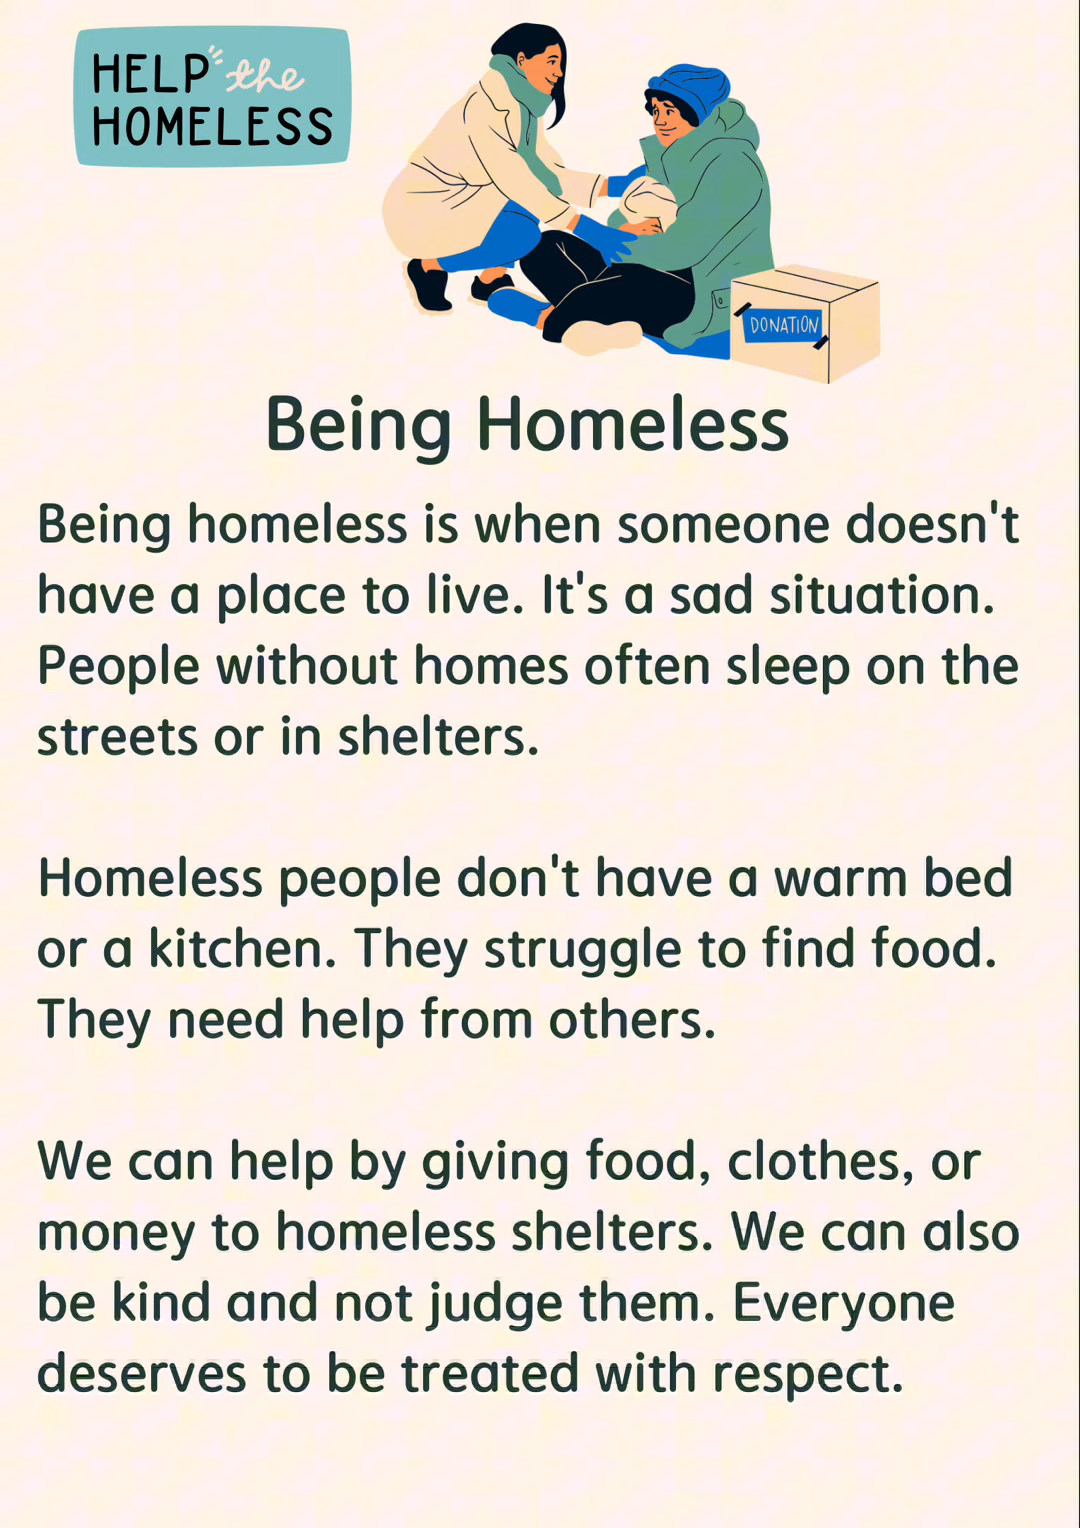 HELP the
HOMELESS
DONATION
Being Homeless
Being homeless is when someone doesn't
have a place to live. It's a sad situation.
People without homes often sleep on the
streets or in shelters.
Homeless people don't have a warm bed
or a kitchen. They struggle to find food.
They need help from others.
We can help by giving food, clothes, or
money to homeless shelters. We can also
be kind and not judge them. Everyone
deserves to be treated with respect.